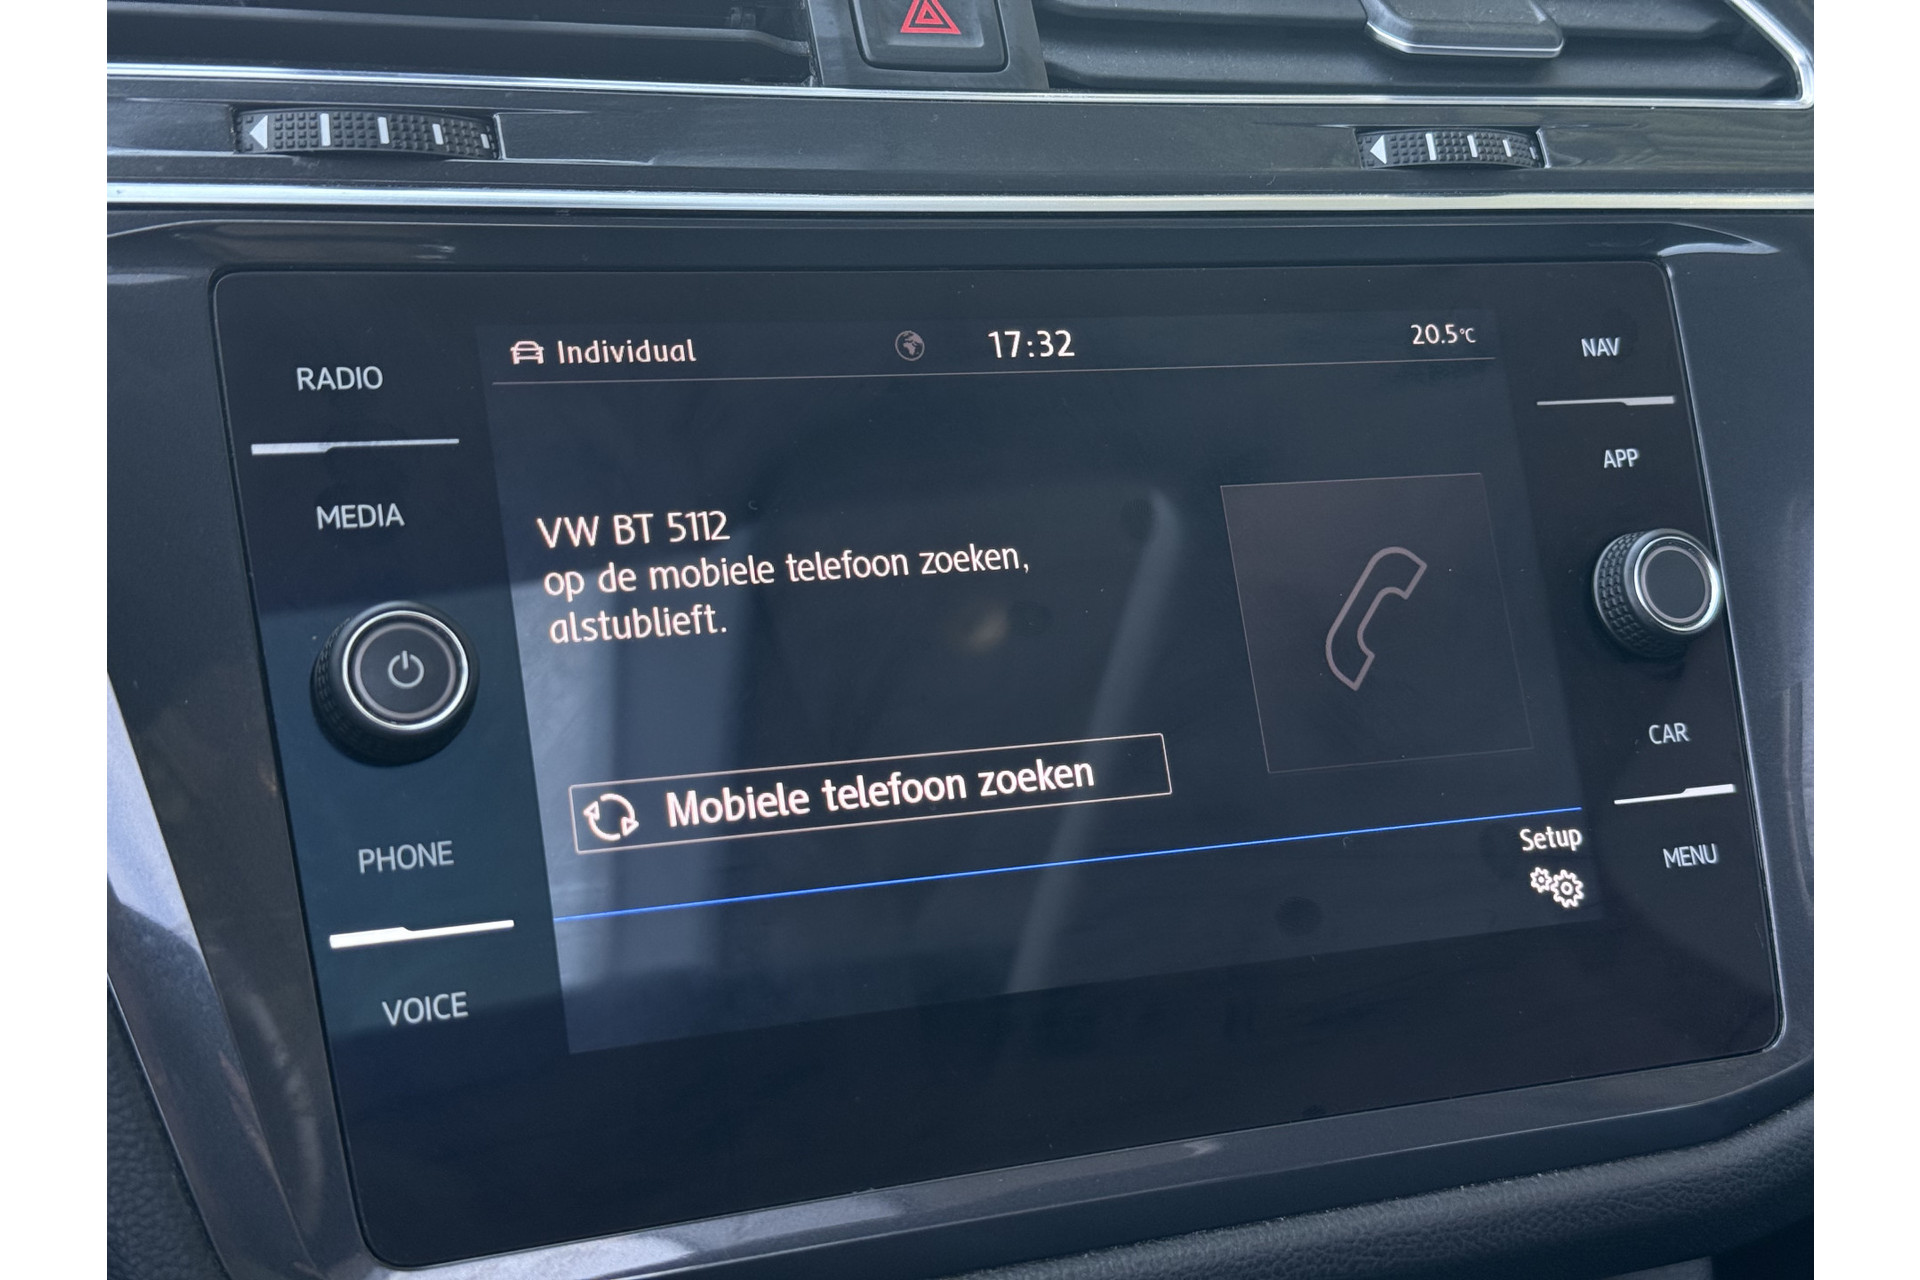 Individual
17:32
20.5°C
RADIO
MEDIA
PHONE
VOICE
VW BT 5112
op de mobiele telefoon zoeken,
alstublieft.
Mobiele telefoon zoeken
Setup
NAV
APP
CAR
MENU